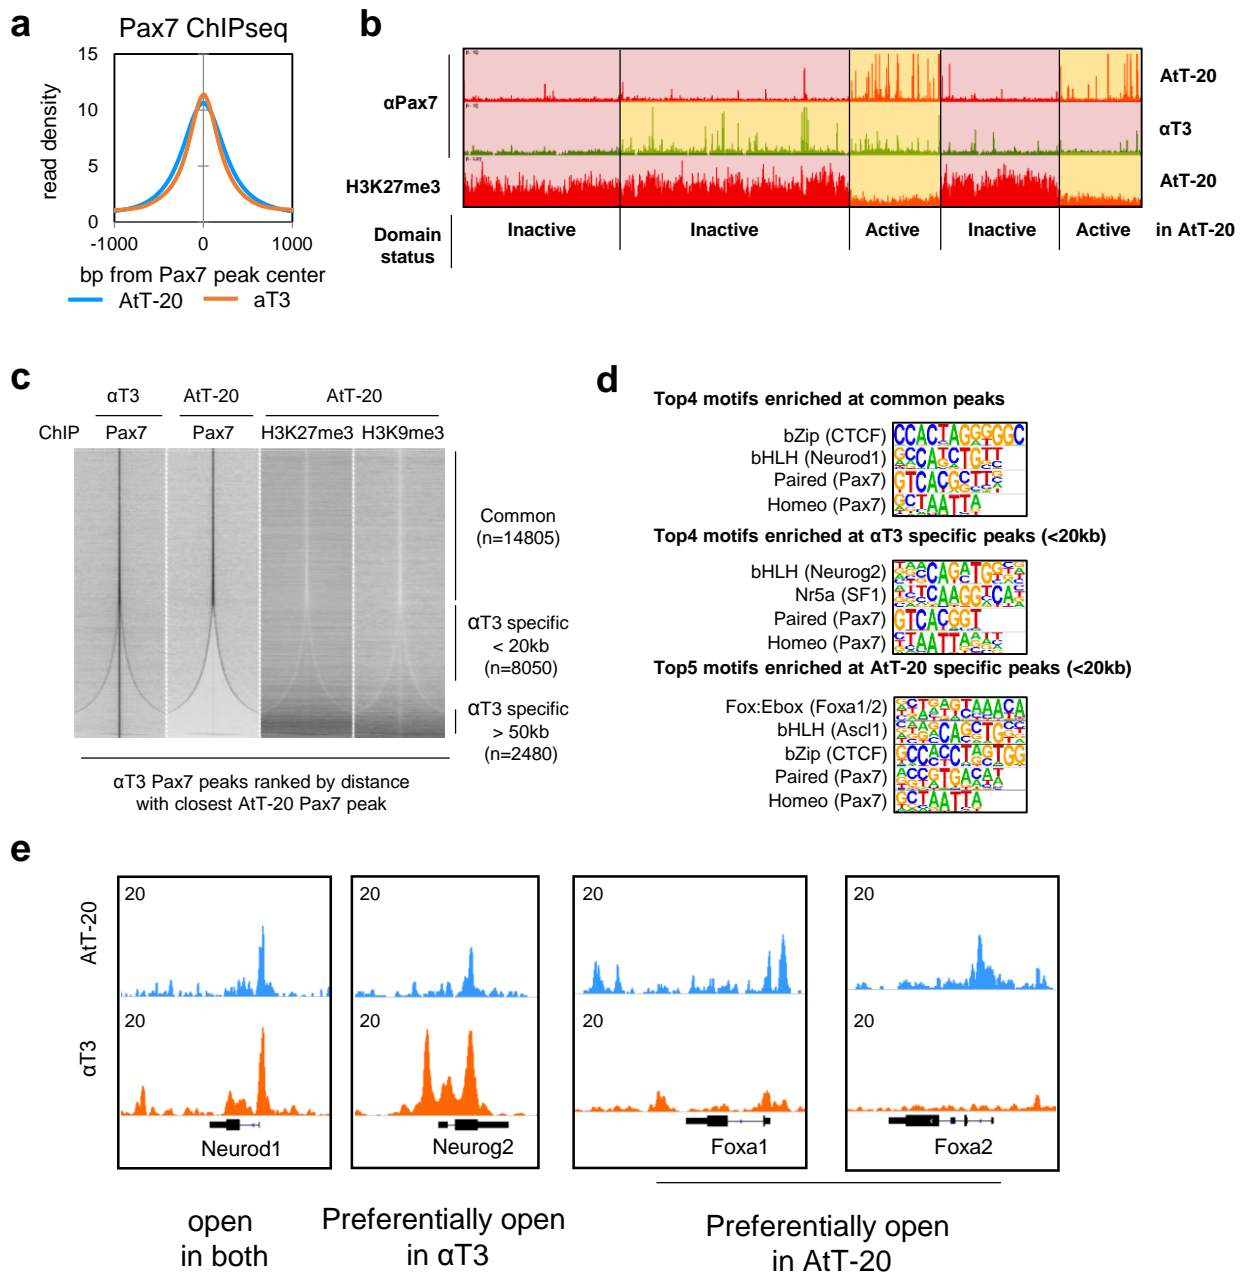 a
Pax7 ChIPseq
15
10
5
0
read density
-1000
0
1000
bp from Pax7 peak center
AtT-20
aT3
b
αPax7
H3K27me3
Domain
status
AtT-20
αT3
AtT-20
Inactive
Inactive
Active
Inactive
Active
in AtT-20
c
αT3
AtT-20
AtT-20
ChIP
Pax7
Pax7
H3K27me3
H3K9me3
Common
(n=14805)
αT3 specific
< 20kb
(n=8050)
αT3 specific
> 50kb
(n=2480)
αT3 Pax7 peaks ranked by distance
with closest AtT-20 Pax7 peak
d
Top4 motifs enriched at common peaks
bZip (CTCF)
bHLH (Neurod1)
Paired (Pax7)
Homeo (Pax7)
Top4 motifs enriched at αT3 specific peaks (<20kb)
bHLH (Neurog2)
Nr5a (SF1)
Paired (Pax7)
Homeo (Pax7)
Top5 motifs enriched at AtT-20 specific peaks (<20kb)
Fox:Ebox (Foxa1/2)
bHLH (Ascl1)
bZip (CTCF)
Paired (Pax7)
Homeo (Pax7)
e
AtT-20
20
20
20
20
αT3
20
20
20
20
Neurod1
Neurog2
Foxa1
Foxa2
open
in both
Preferentially open
in αT3
Preferentially open
in AtT-20